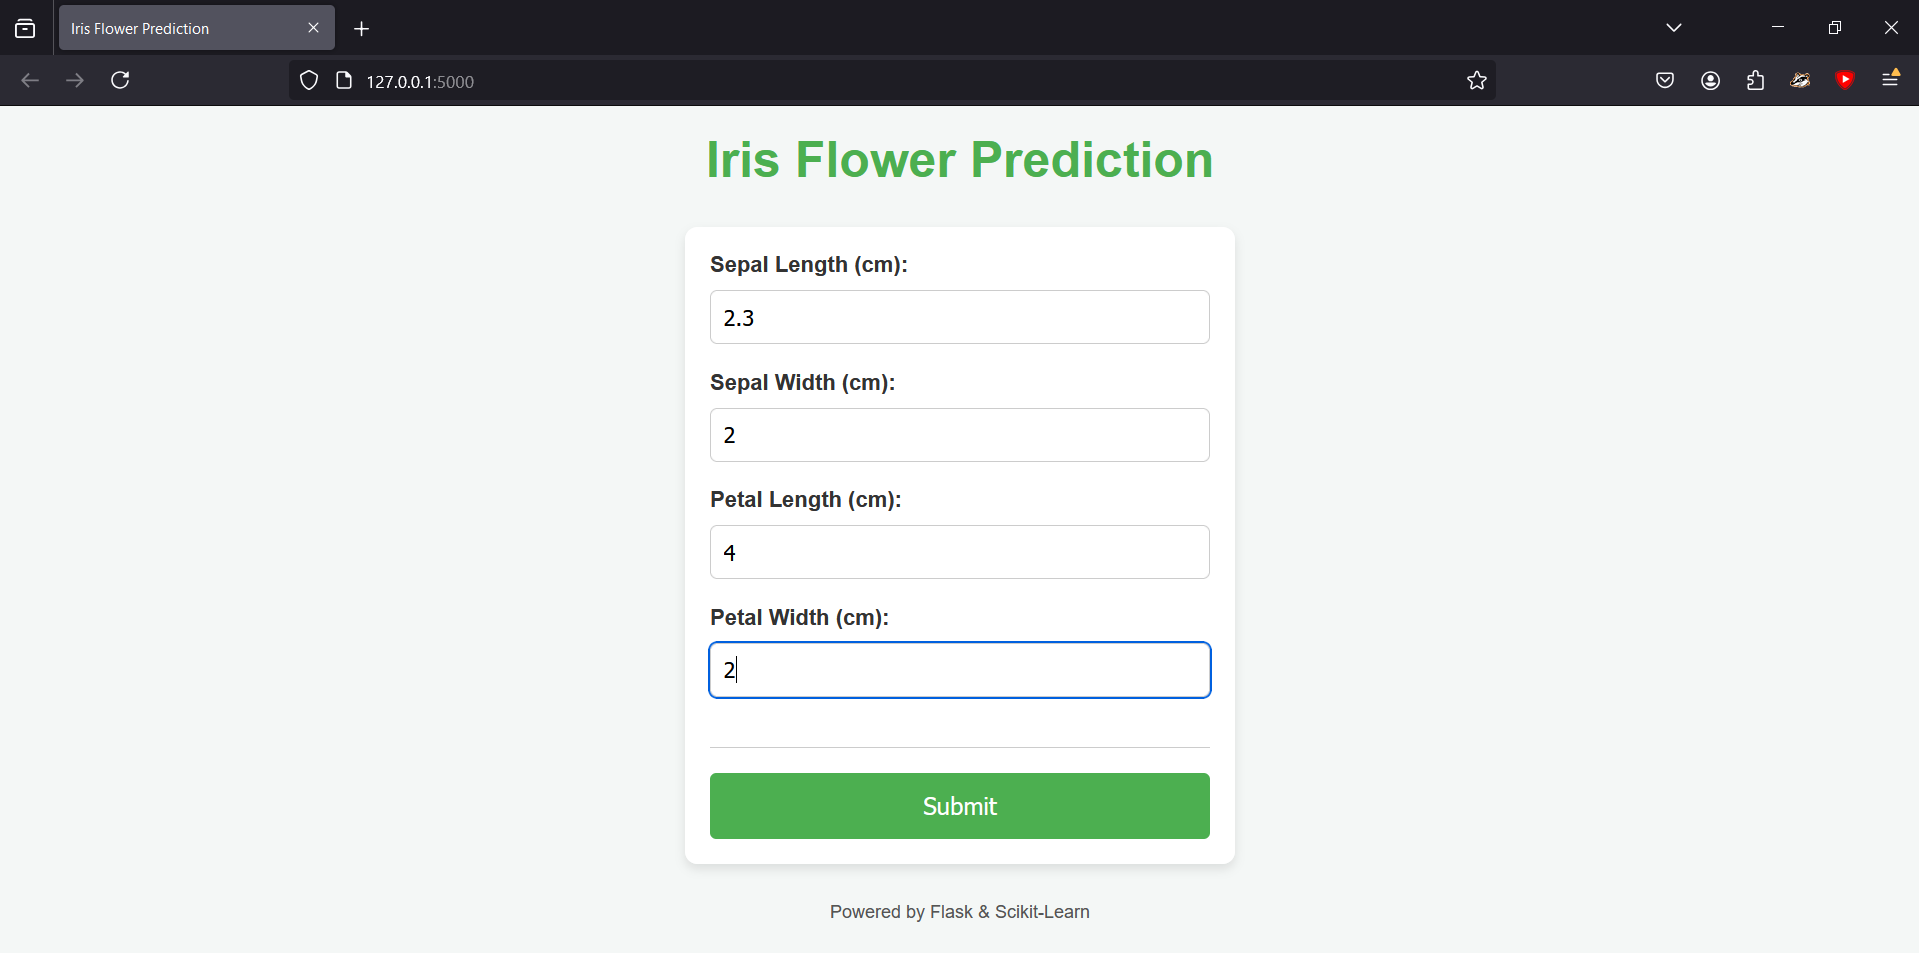 Iris Flower Prediction
127.0.0.1:5000
Iris Flower Prediction
Sepal Length (cm):
2.3
Sepal Width (cm):
2
Petal Length (cm):
4
Petal Width (cm):
2
Submit
Powered by Flask & Scikit-Learn